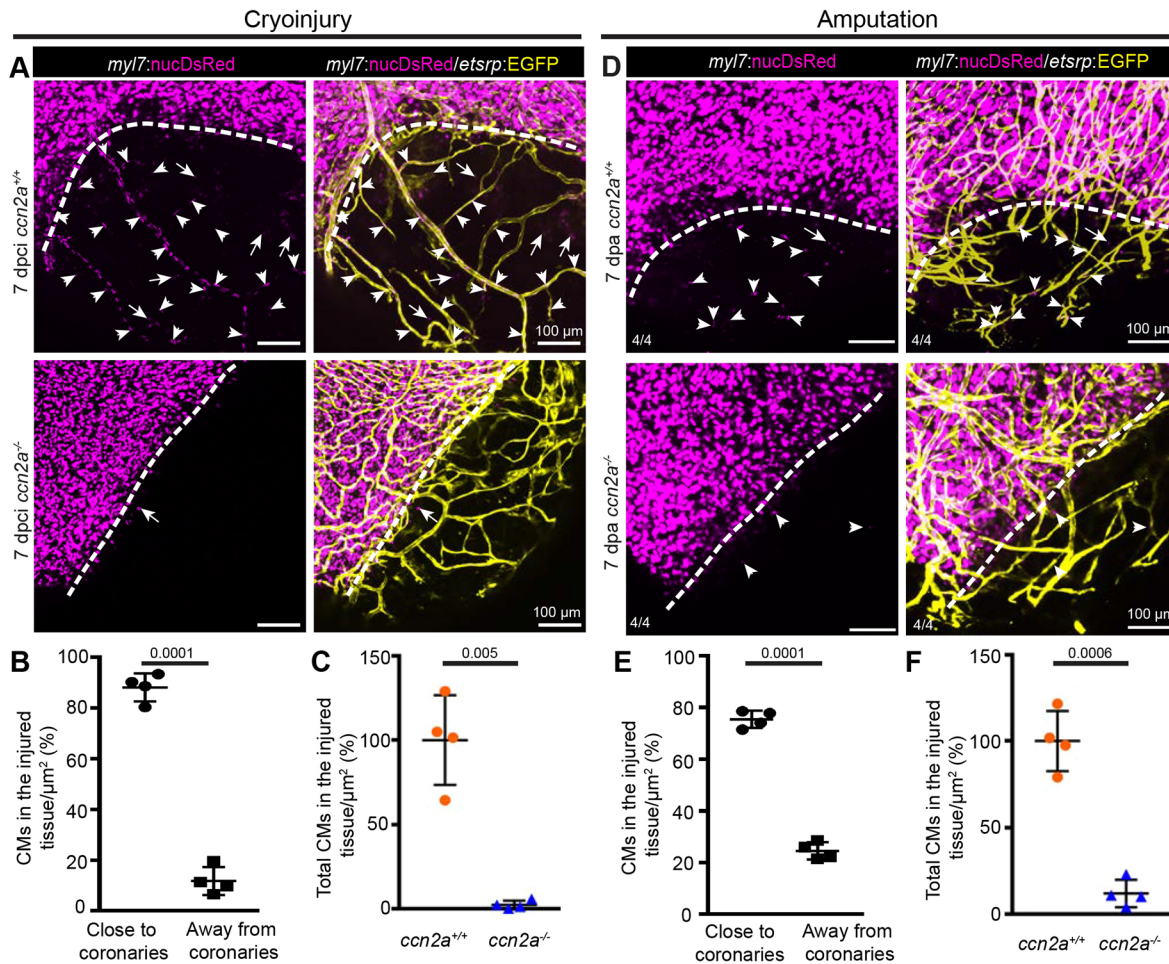 Cryoinjury
Amputation
A
myl7:nucDsRed
myl7:nucDsRed/etsrp:EGFP
D
myl7:nucDsRed
myl7:nucDsRed/etsrp:EGFP
7 dpci ccn2a+/+
100 µm
7 dpa ccn2a+/+
4/4
4/4
100 µm
7 dpci ccn2a-/-
100 µm
7 dpa ccn2a-/-
4/4
4/4
100 µm
B
CMs in the injured
tissue/µm² (%)
100
80
60
40
20
0
0.0001
Close to
coronaries
Away from
coronaries
C
Total CMs in the injured
tissue/µm² (%)
150
100
50
0
0.005
ccn2a+/+
ccn2a-/-
E
CMs in the injured
tissue/µm² (%)
100
80
60
40
20
0
0.0001
Close to
coronaries
Away from
coronaries
F
Total CMs in the injured
tissue/µm² (%)
150
100
50
0
0.0006
ccn2a+/+
ccn2a-/-